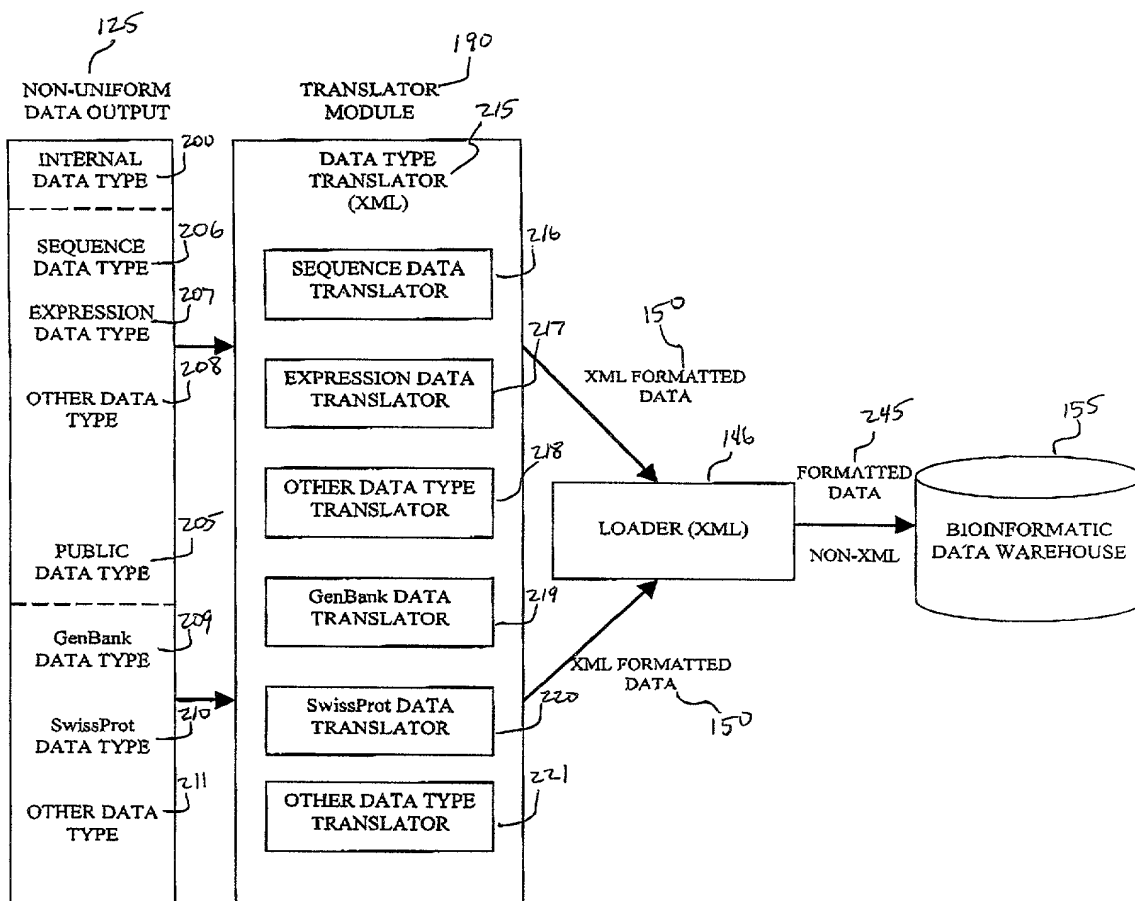 125
NON-UNIFORM
DATA OUTPUT
200
INTERNAL
DATA TYPE
206
SEQUENCE
DATA TYPE
207
EXPRESSION
DATA TYPE
208
OTHER DATA
TYPE
205
PUBLIC
DATA TYPE
209
GenBank
DATA TYPE
210
SwissProt
DATA TYPE
211
OTHER DATA
TYPE
190
TRANSLATOR
MODULE
215
DATA TYPE
TRANSLATOR
(XML)
216
SEQUENCE DATA
TRANSLATOR
217
EXPRESSION DATA
TRANSLATOR
218
OTHER DATA TYPE
TRANSLATOR
219
GenBank DATA
TRANSLATOR
220
SwissProt DATA
TRANSLATOR
221
OTHER DATA TYPE
TRANSLATOR
150
XML FORMATTED
DATA
146
LOADER (XML)
XML FORMATTED
DATA
150
245
FORMATTED
DATA
NON-XML
155
BIOINFORMATIC
DATA WAREHOUSE